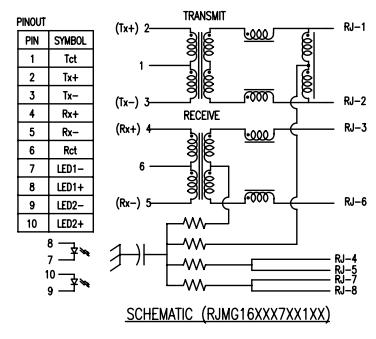 PINOUT
PIN SYMBOL
1 Tct
2 Tx+
3 Tx-
4 Rx+
5 Rx-
6 Rct
7 LED1-
8 LED1+
9 LED2-
10 LED2+
8
7
10
9
TRANSMIT
(Tx+) 2
RJ-1
1
(Tx-) 3
RJ-2
RECEIVE
(Rx+) 4
RJ-3
6
(Rx-) 5
RJ-6
RJ-4
RJ-5
RJ-7
RJ-8
SCHEMATIC (RJMG16XXX7XX1XX)